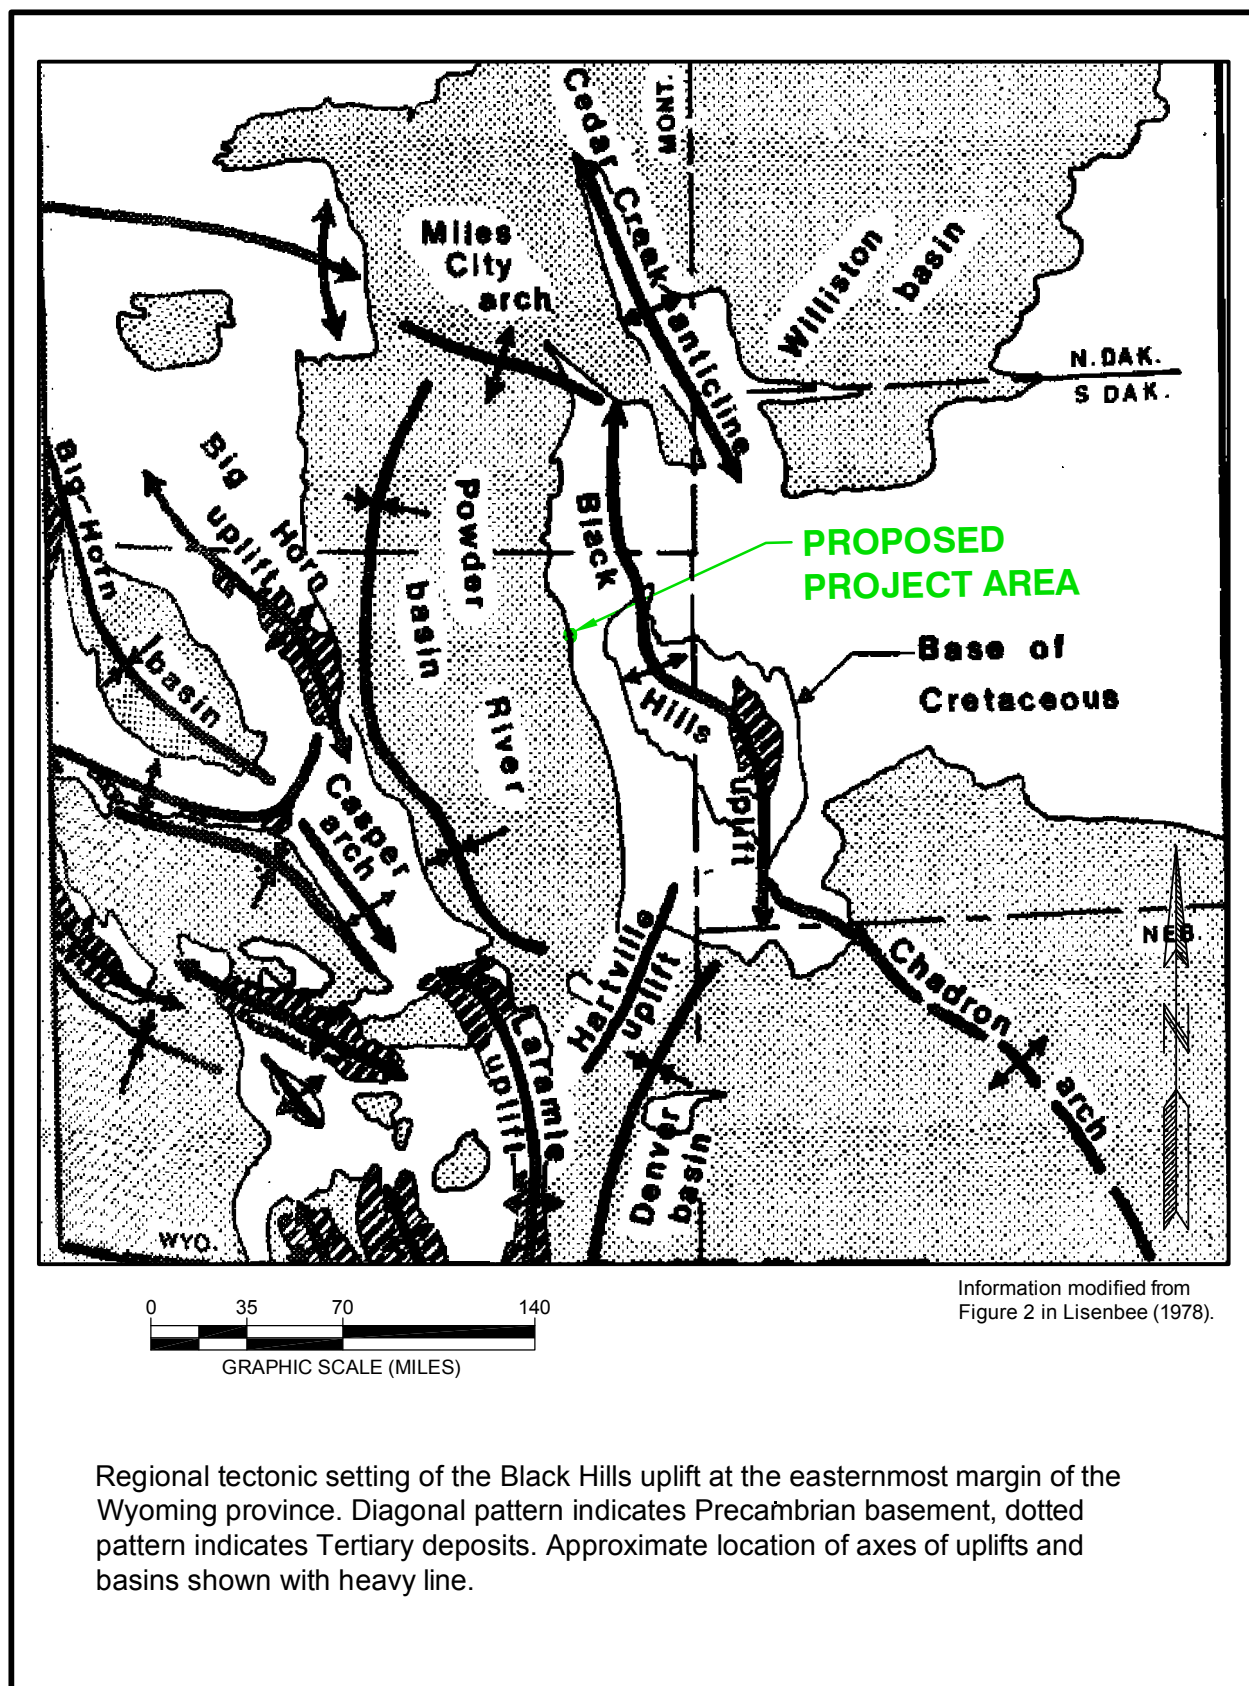 MONT.
Cedar Creek anticline
Miles
City
arch
Williston
basin
N. DAK.
S DAK.
Big Horn
uplift
Big Horn
basin
Powder River
basin
Black Hills
uplift
PROPOSED
PROJECT AREA
Base of
Cretaceous
Casper
arch
Hartville
uplift
NEB.
Chadron arch
Laramie
uplift
Denver
basin
WYO.
N
0 35 70 140
GRAPHIC SCALE (MILES)
Information modified from
Figure 2 in Lisenbee (1978).
Regional tectonic setting of the Black Hills uplift at the easternmost margin of the
Wyoming province. Diagonal pattern indicates Precambrian basement, dotted
pattern indicates Tertiary deposits. Approximate location of axes of uplifts and
basins shown with heavy line.